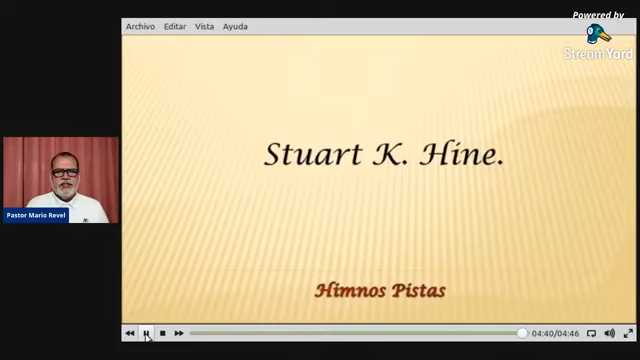 Powered by
StreamYard
Archivo Editar Vista Ayuda
Stuart K. Hine.
Himnos Pistas
Pastor Mario Revel
04:40/04:46